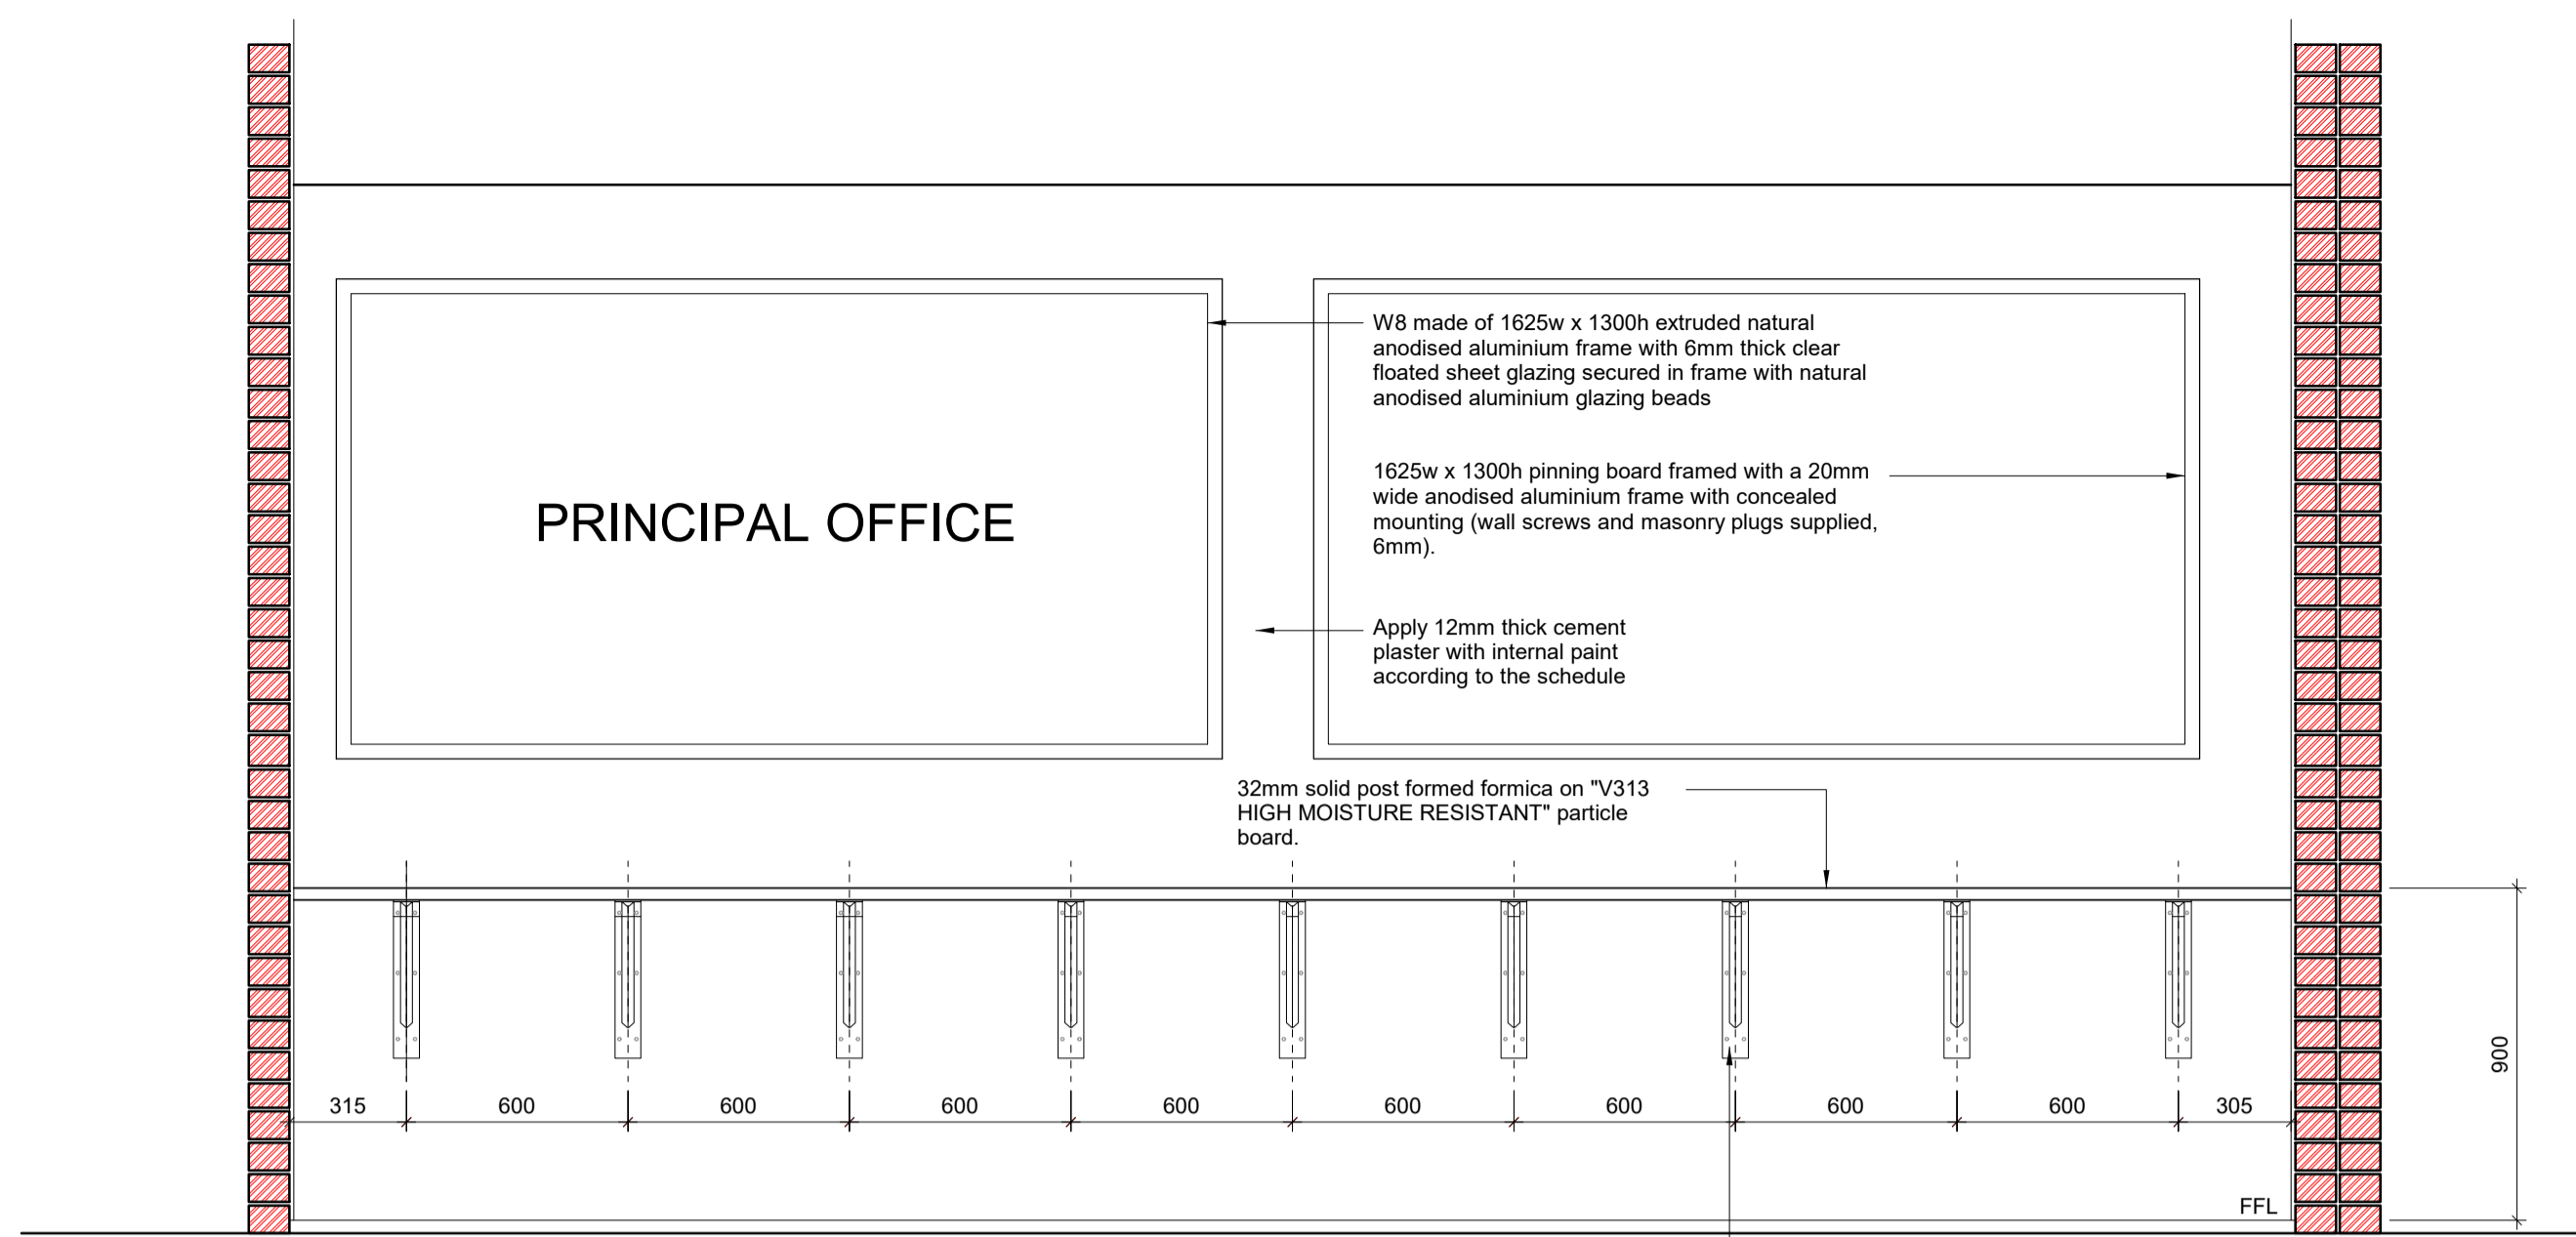 W8 made of 1625w x 1300h extruded natural
anodised aluminium frame with 6mm thick clear
floated sheet glazing secured in frame with natural
anodised aluminium glazing beads
1625w x 1300h pinning board framed with a 20mm
wide anodised aluminium frame with concealed
mounting (wall screws and masonry plugs supplied,
6mm).
PRINCIPAL OFFICE
Apply 12mm thick cement
plaster with internal paint
according to the schedule
32mm solid post formed formica on "V313
HIGH MOISTURE RESISTANT" particle
board.
900
315 600 600 600 600 600 600 600 600 305
FFL